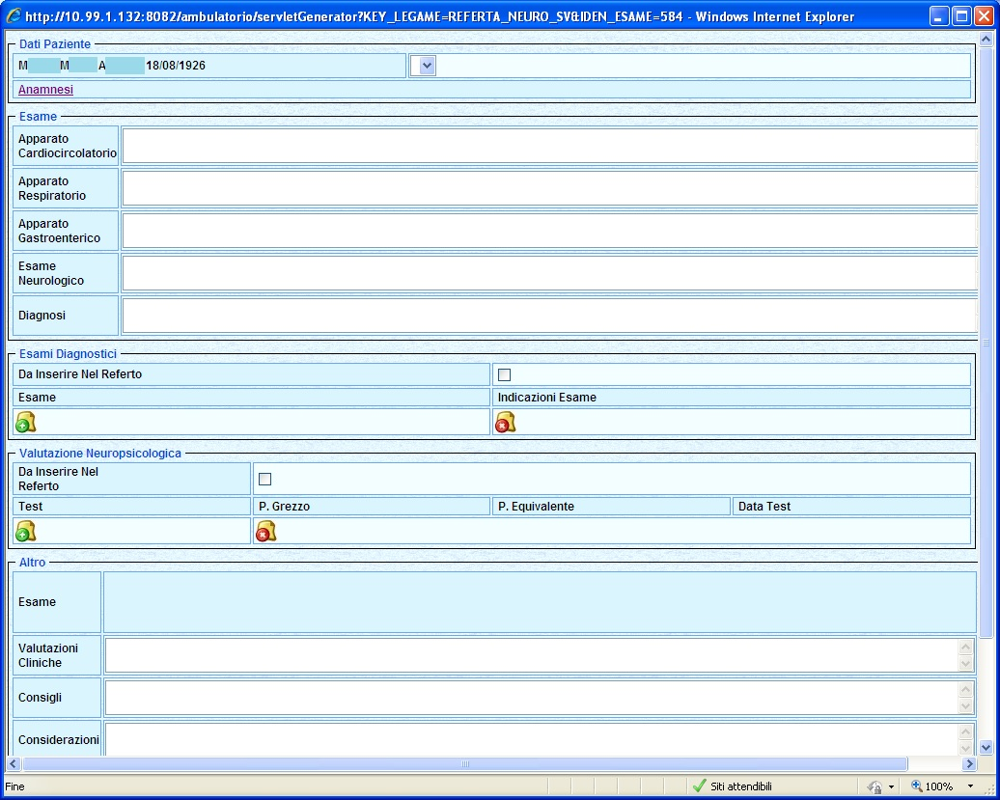 http://10.99.1.132:8082/ambulatorio/servletGenerator?KEY_LEGAME=REFERTA_NEURO_SV&IDEN_ESAME=584 - Windows Internet Explorer
Dati Paziente
M M A 18/08/1926
Anamnesi
Esame
Apparato
Cardiocircolatorio
Apparato
Respiratorio
Apparato
Gastroenterico
Esame
Neurologico
Diagnosi
Esami Diagnostici
Da Inserire Nel Referto
Esame Indicazioni Esame
Valutazione Neuropsicologica
Da Inserire Nel
Referto
Test P. Grezzo P. Equivalente Data Test
Altro
Esame
Valutazioni
Cliniche
Consigli
Considerazioni
Fine Siti attendibili 100%